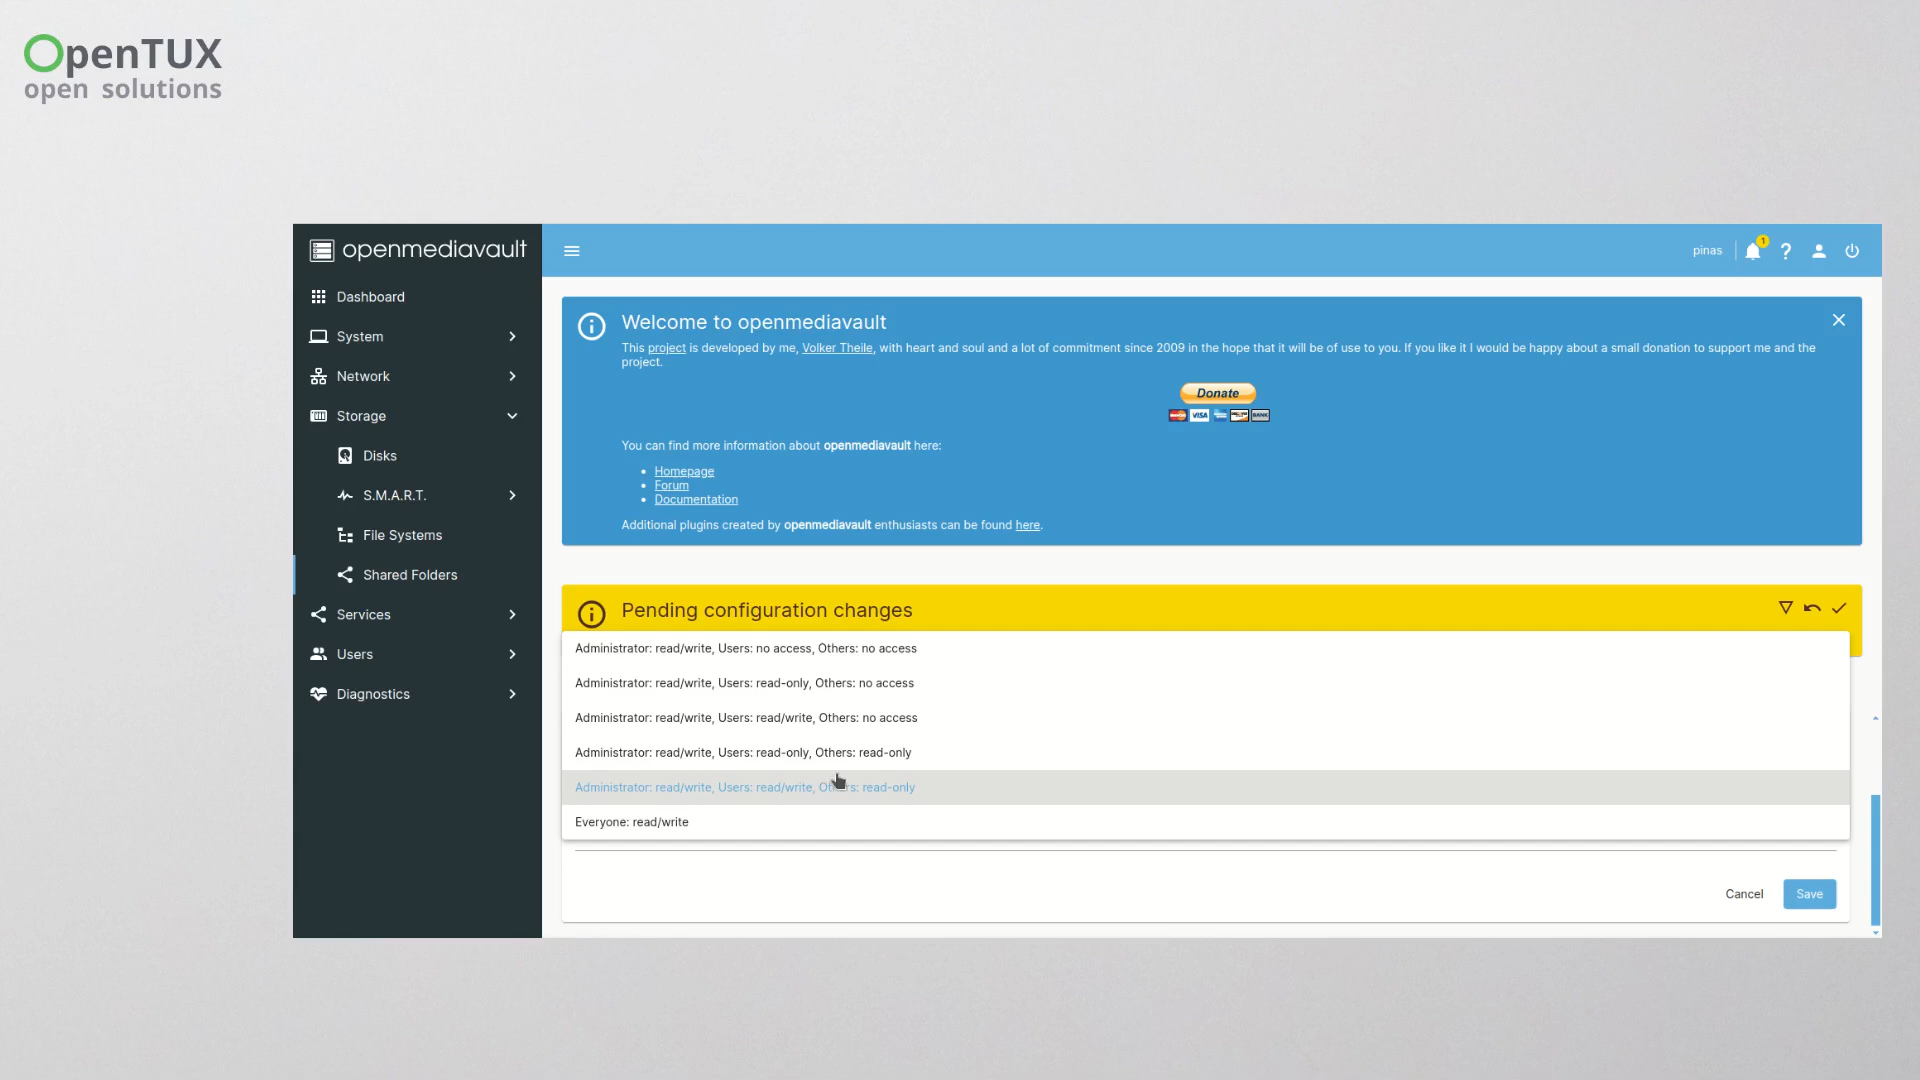 OpenTUX
open solutions
openmediavault
pinas
1
Dashboard
System
Network
Storage
Disks
S.M.A.R.T.
File Systems
Shared Folders
Services
Users
Diagnostics
Welcome to openmediavault
This project is developed by me, Volker Theile, with heart and soul and a lot of commitment since 2009 in the hope that it will be of use to you. If you like it I would be happy about a small donation to support me and the
project.
Donate
VISA
BANK
You can find more information about openmediavault here:
Homepage
Forum
Documentation
Additional plugins created by openmediavault enthusiasts can be found here.
Pending configuration changes
Administrator: read/write, Users: no access, Others: no access
Administrator: read/write, Users: read-only, Others: no access
Administrator: read/write, Users: read/write, Others: no access
Administrator: read/write, Users: read-only, Others: read-only
Administrator: read/write, Users: read/write, Others: read-only
Everyone: read/write
Cancel
Save